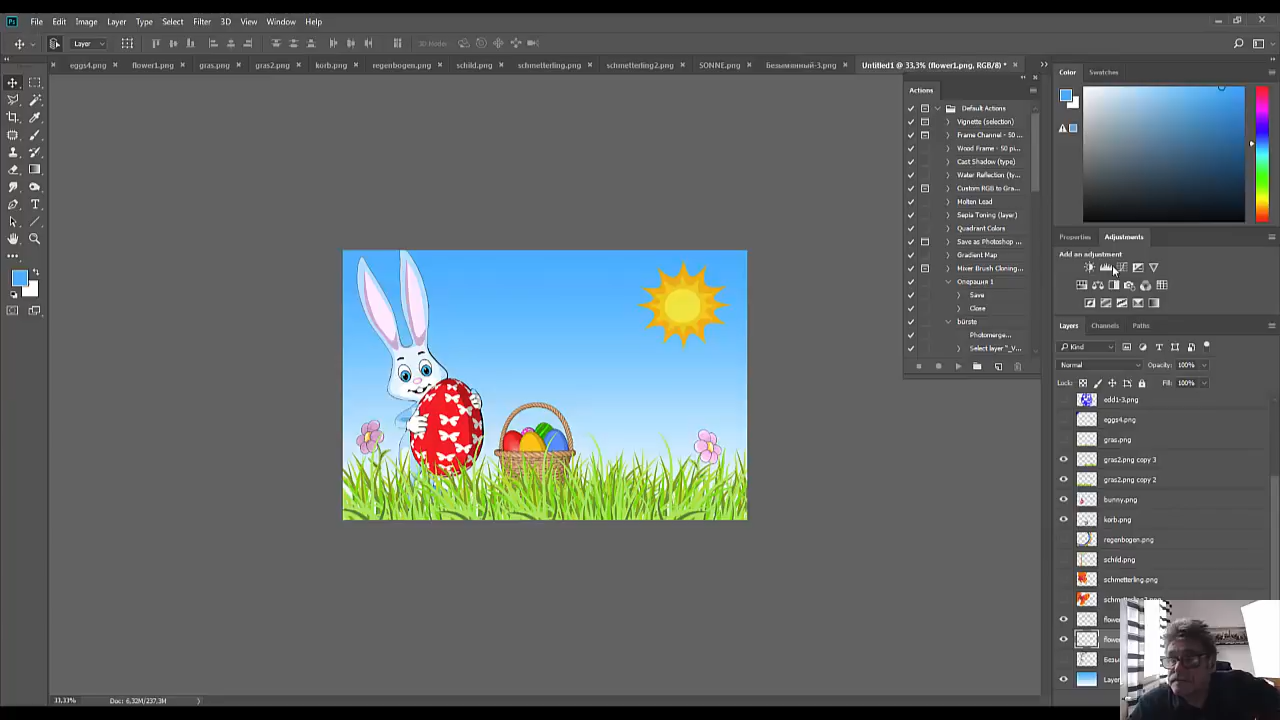 Ps File Edit Image Layer Type Select Filter 3D View Window Help
Layer 3D Mode:
eggs4.png flower1.png gras.png gras2.png korb.png regenbogen.png schild.png schmetterling.png schmetterling2.png SONNE.png Безымянный-3.png Untitled1 @ 33,3% (flower1.png, RGB/8) *
Actions
Default Actions
Vignette (selection)
Frame Channel - 50 ...
Wood Frame - 50 pi...
Cast Shadow (type)
Water Reflection (ty...
Custom RGB to Gra...
Molten Lead
Sepia Toning (layer)
Quadrant Colors
Save as Photoshop ...
Gradient Map
Mixer Brush Cloning...
Операция 1
Save
Close
bürste
Photomerge...
Select layer "_V...
Color Swatches
Properties Adjustments
Add an adjustment
Layers Channels Paths
Kind
Normal Opacity: 100%
Lock: Fill: 100%
edd1-3.png
eggs4.png
gras.png
gras2.png copy 3
gras2.png copy 2
bunny.png
korb.png
regenbogen.png
schild.png
schmetterling.png
33,33% Doc: 6,32M/237,3M